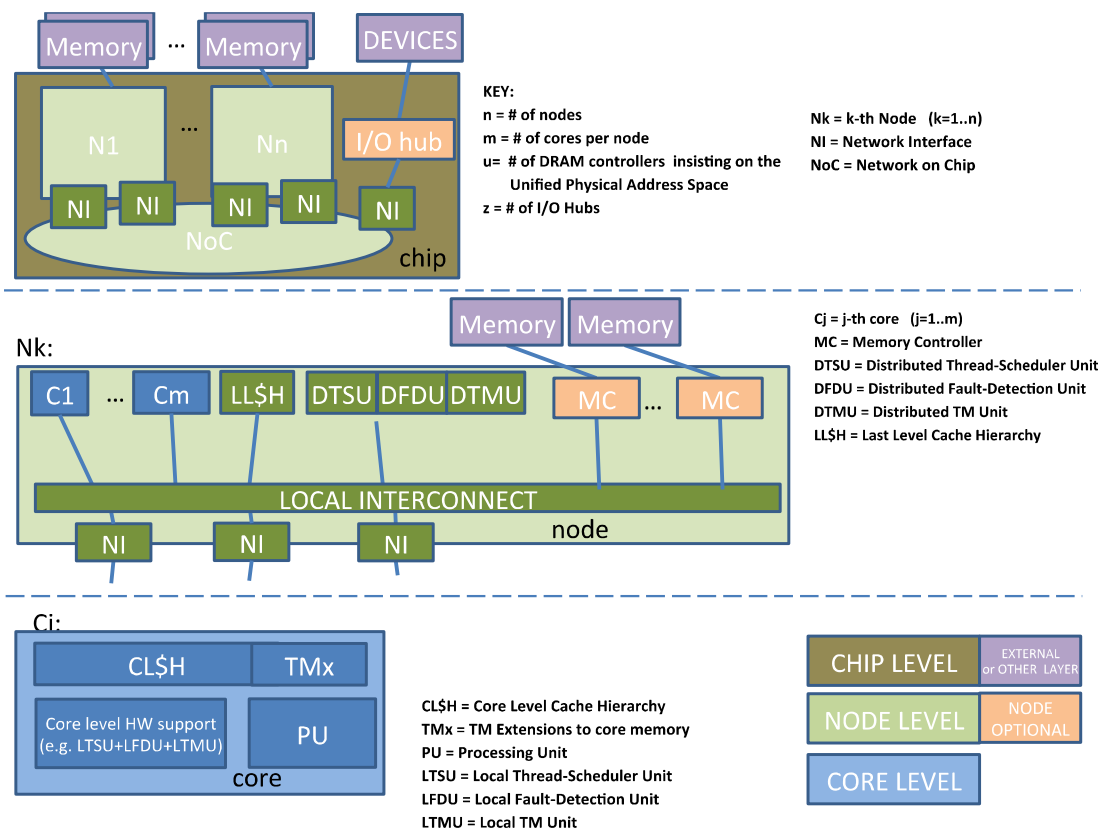 Memory
...
Memory
DEVICES
N1
...
Nn
I/O hub
NI
NI
NI
NI
NI
NoC
chip
KEY:
n = # of nodes
m = # of cores per node
u= # of DRAM controllers insisting on the
Unified Physical Address Space
z = # of I/O Hubs
Nk = k-th Node (k=1..n)
NI = Network Interface
NoC = Network on Chip
Nk:
Memory
Memory
C1
...
Cm
LL$H
DTSU
DFDU
DTMU
MC
...
MC
LOCAL INTERCONNECT
node
NI
NI
NI
Cj = j-th core (j=1..m)
MC = Memory Controller
DTSU = Distributed Thread-Scheduler Unit
DFDU = Distributed Fault-Detection Unit
DTMU = Distributed TM Unit
LL$H = Last Level Cache Hierarchy
Cj:
CL$H
TMx
Core level HW support
(e.g. LTSU+LFDU+LTMU)
PU
core
CL$H = Core Level Cache Hierarchy
TMx = TM Extensions to core memory
PU = Processing Unit
LTSU = Local Thread-Scheduler Unit
LFDU = Local Fault-Detection Unit
LTMU = Local TM Unit
CHIP LEVEL
EXTERNAL
or OTHER LAYER
NODE LEVEL
NODE
OPTIONAL
CORE LEVEL